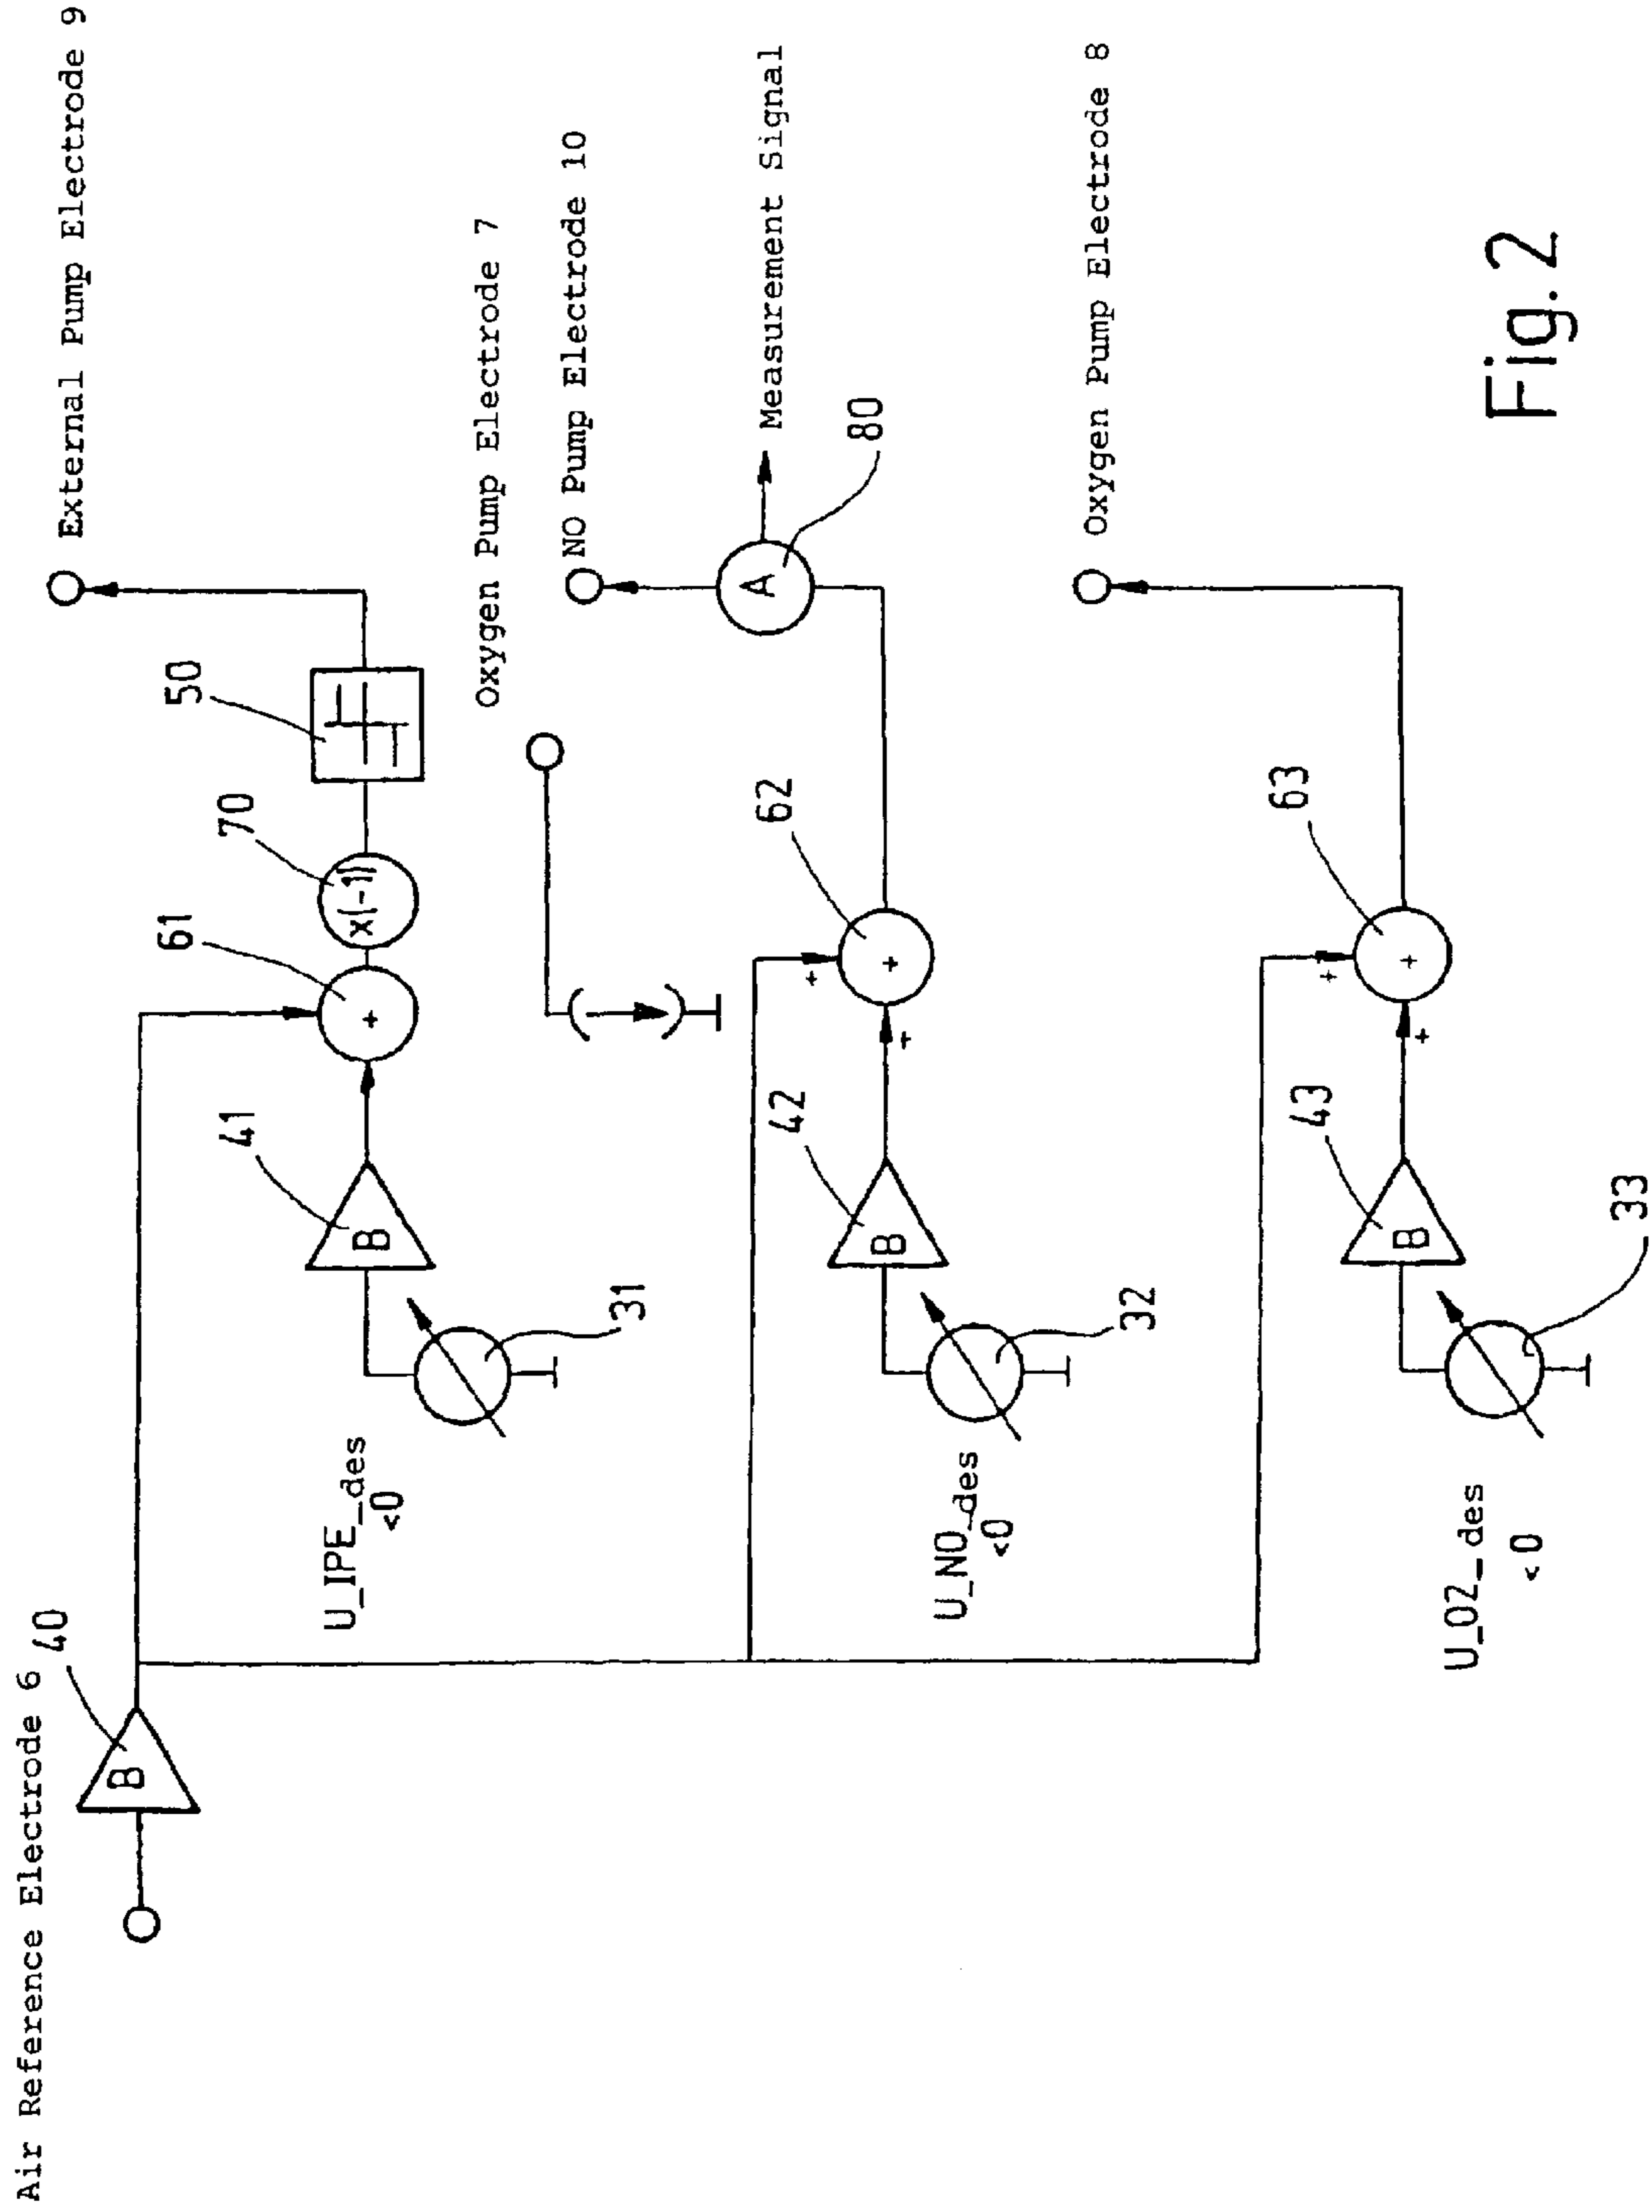 Air Reference Electrode 6
40
B
External Pump Electrode 9
50
70
x(-1)
61
+
41
B
31
U_IPE_des
<0
Oxygen Pump Electrode 7
NO Pump Electrode 10
Measurement Signal
A
80
62
+
+
+
42
B
32
U_NO_des
<0
Oxygen Pump Electrode 8
63
+
+
+
43
B
33
U_O2_des
<0
Fig. 2